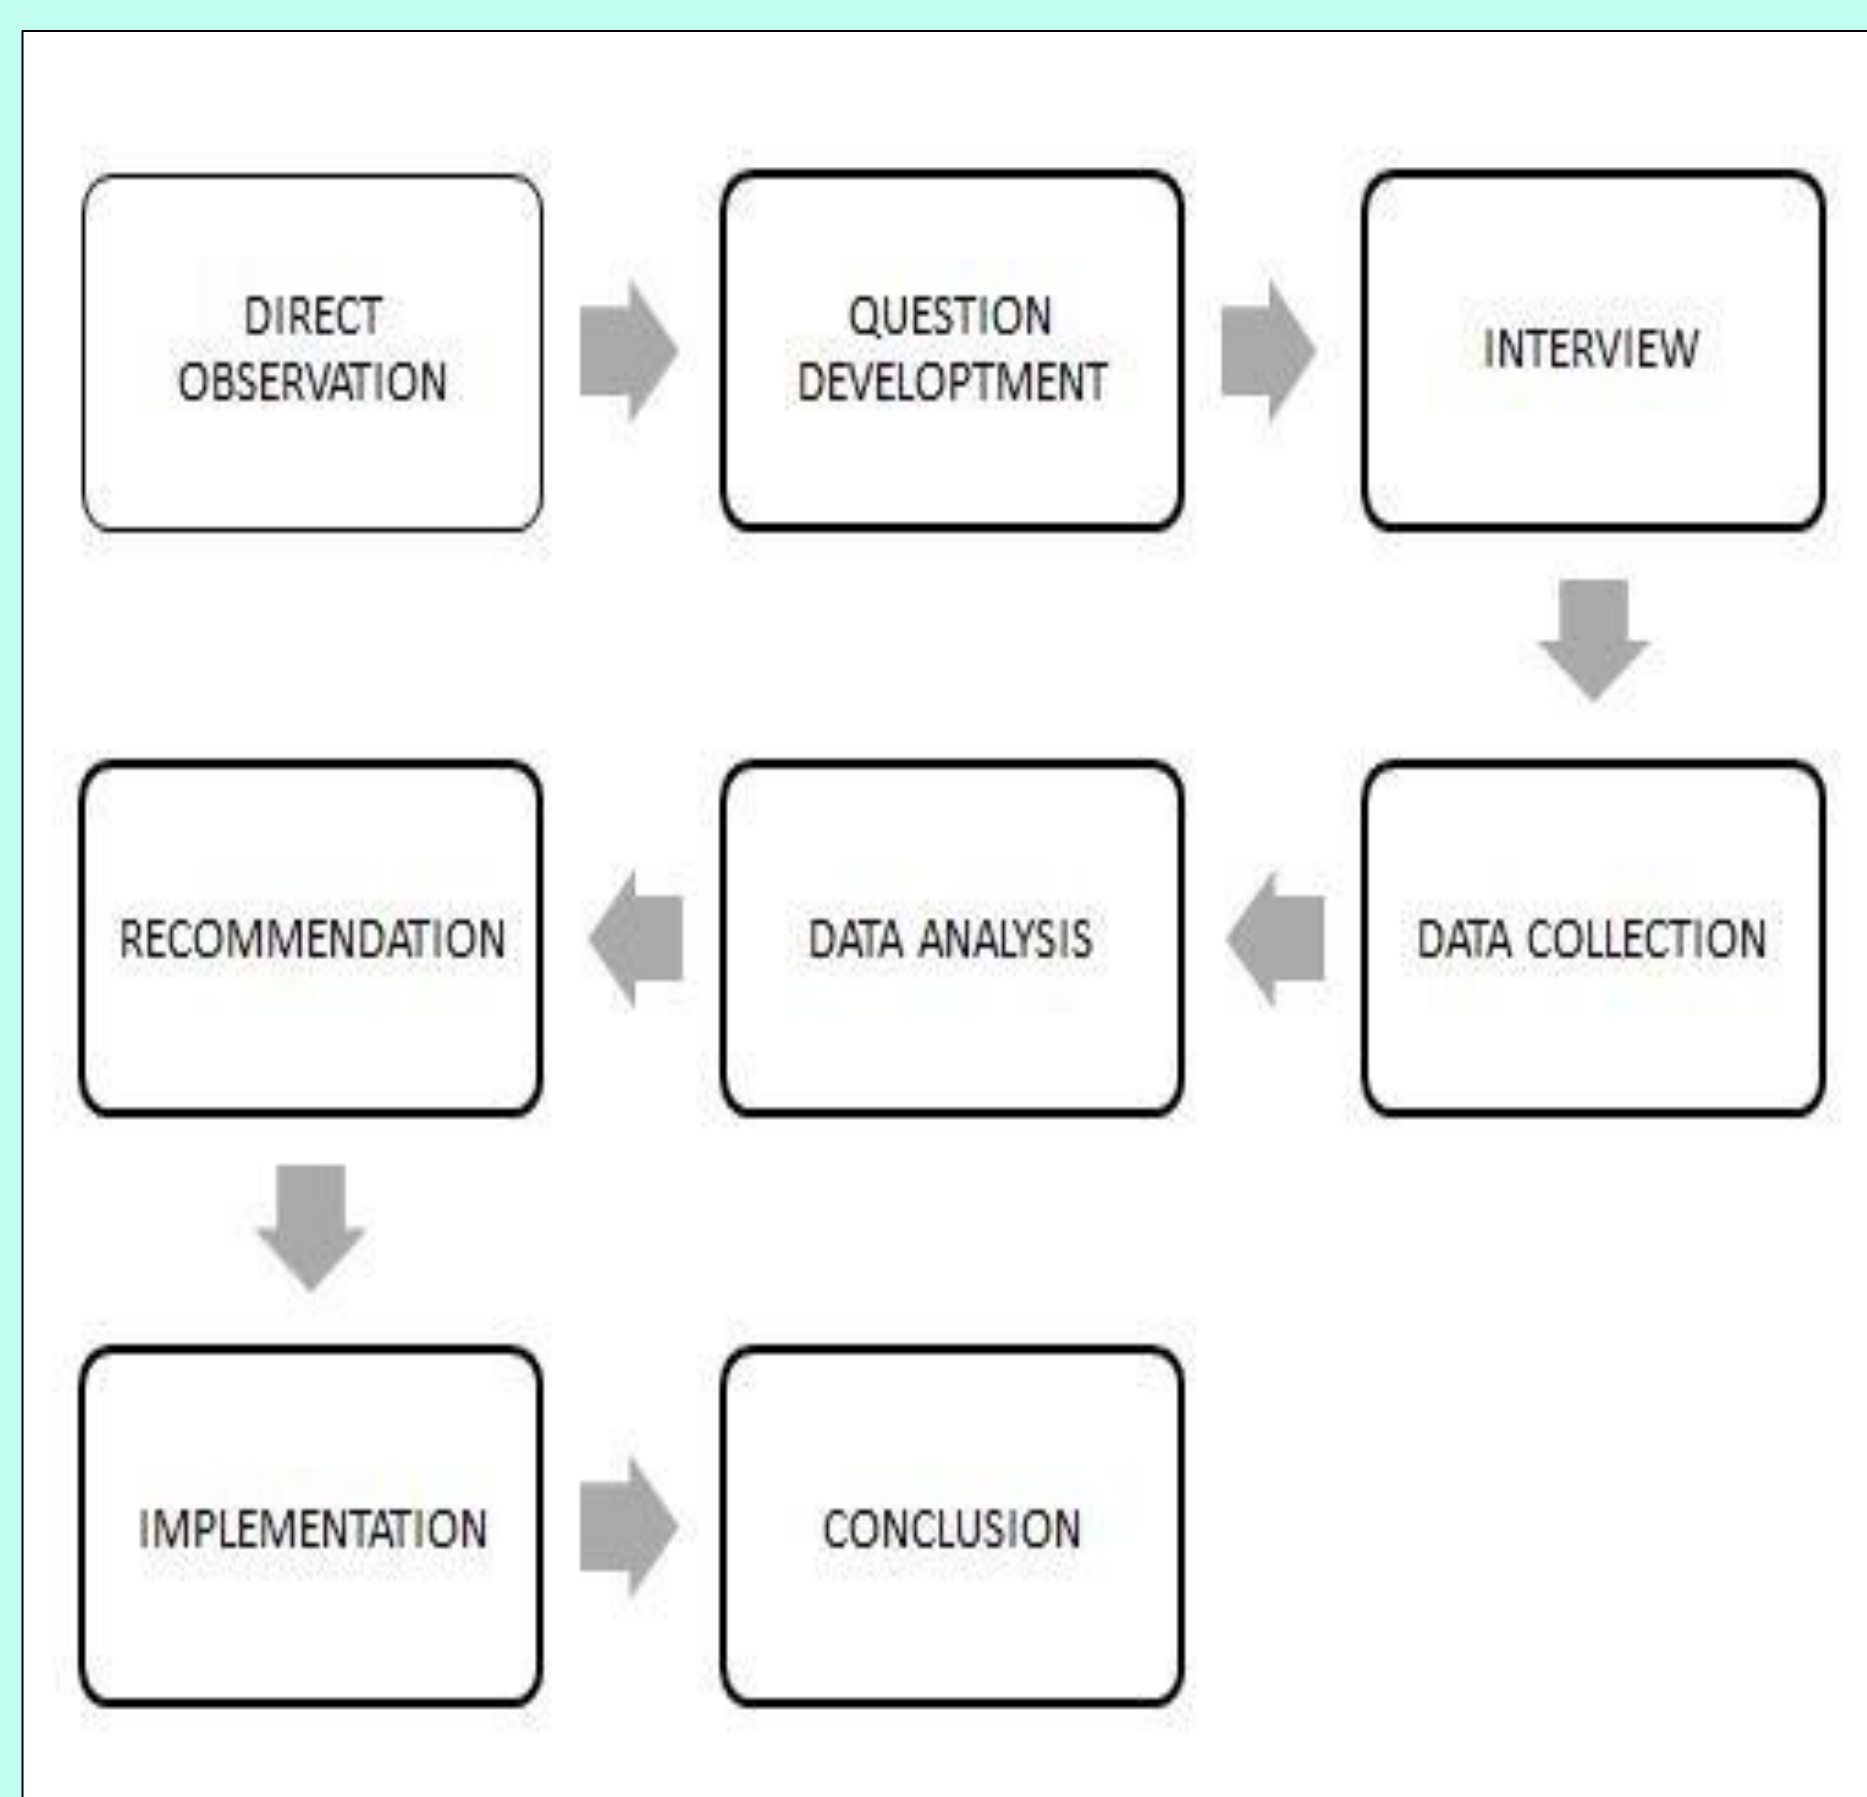 DIRECT
OBSERVATION
QUESTION
DEVELOPTMENT
INTERVIEW
DATA COLLECTION
DATA ANALYSIS
RECOMMENDATION
IMPLEMENTATION
CONCLUSION